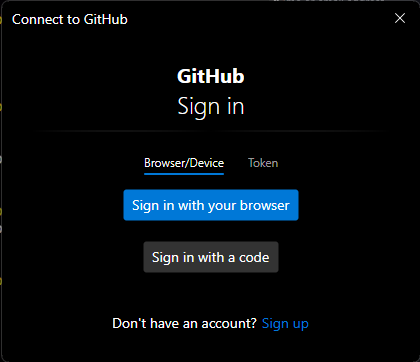 Connect to GitHub
GitHub
Sign in
Browser/Device Token
Sign in with your browser
Sign in with a code
Don't have an account? Sign up